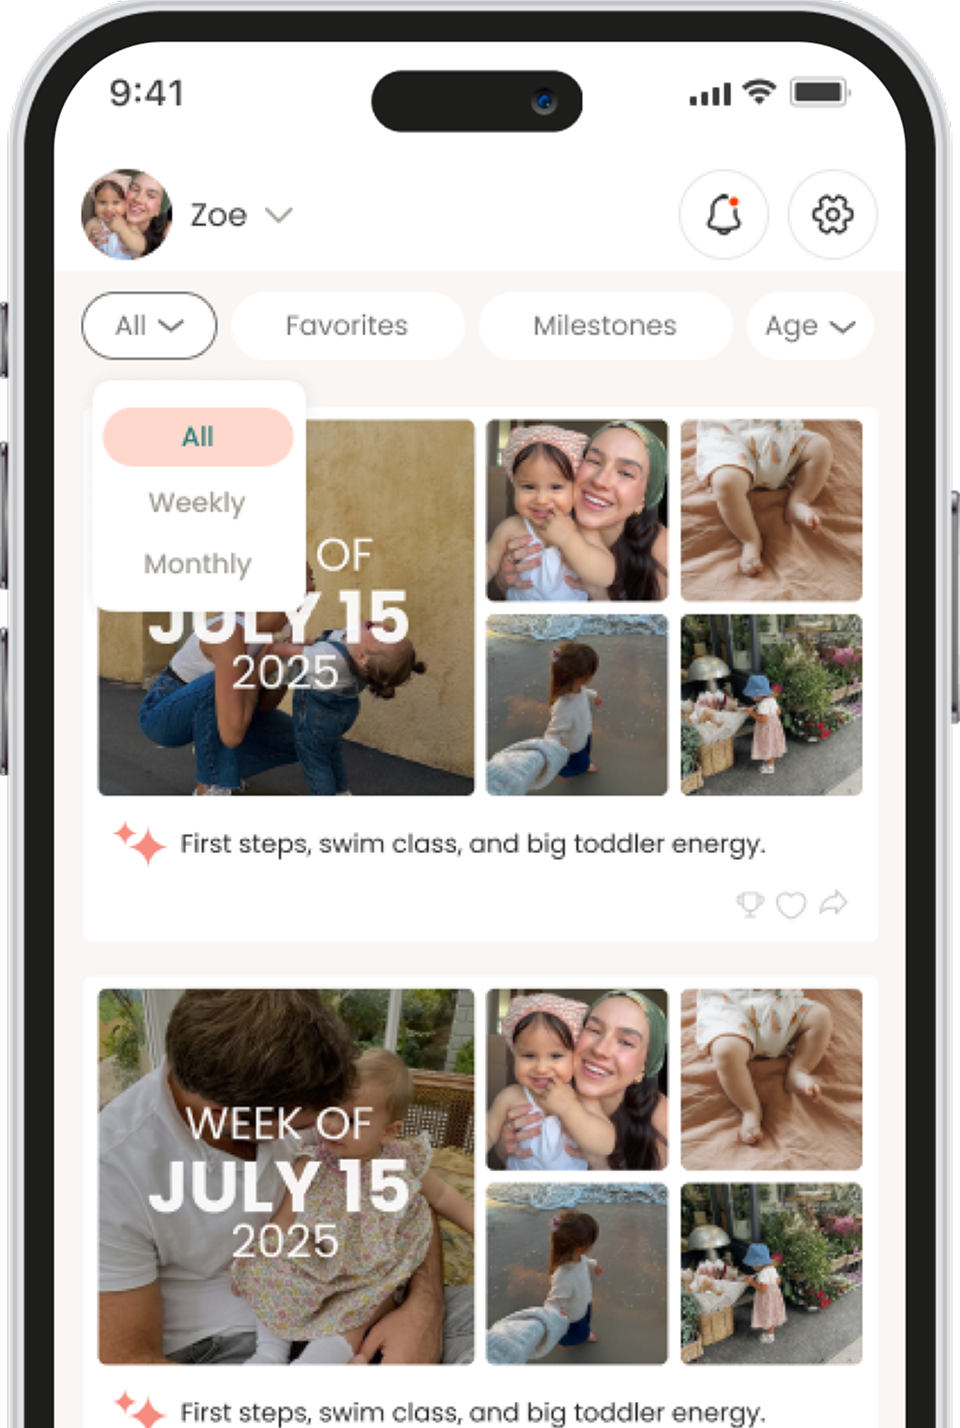 9:41
Zoe
All
Favorites
Milestones
Age
All
Weekly
Monthly
OF
JULY 15
2025
First steps, swim class, and big toddler energy.
WEEK OF
JULY 15
2025
First steps, swim class, and big toddler energy.